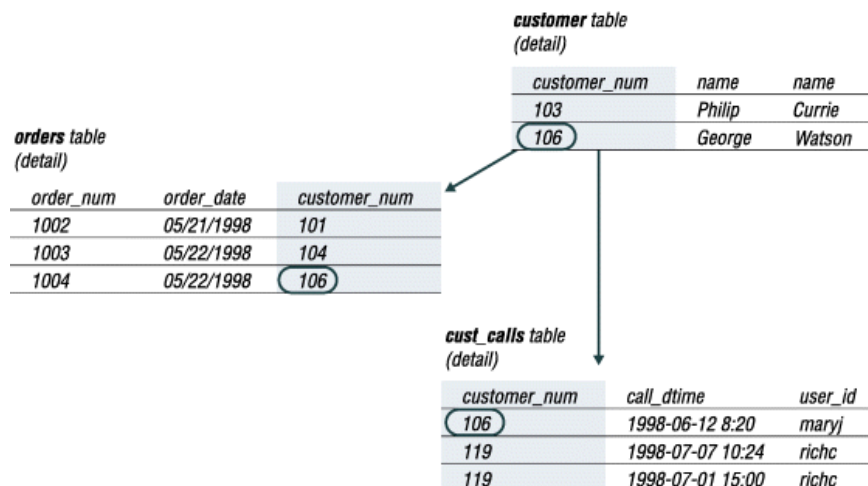 customer table
(detail)
customer_num name name
103 Philip Currie
106 George Watson
orders table
(detail)
order_num order_date customer_num
1002 05/21/1998 101
1003 05/22/1998 104
1004 05/22/1998 106
cust_calls table
(detail)
customer_num call_dtime user_id
106 1998-06-12 8:20 maryj
119 1998-07-07 10:24 richc
119 1998-07-01 15:00 richc